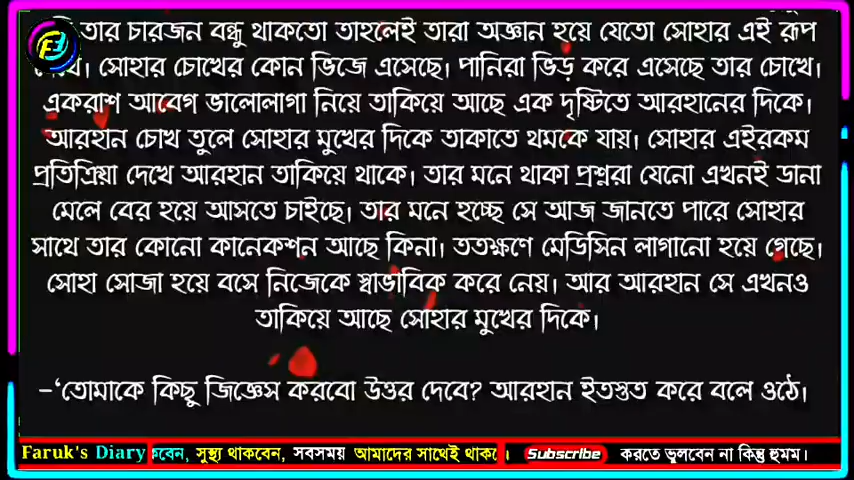 তার চারজন বন্ধু থাকতো তাহলেই তারা অজ্ঞান হয়ে যেতো সোহার এই রূপ
। সোহার চোখের কোন ভিজে এসেছে। পানিরা ভিড় করে এসেছে তার চোখে।
একরাশ আবেগ ভালোলাগা নিয়ে তাকিয়ে আছে এক দৃষ্টিতে আরহানের দিকে।
আরহান চোখ তুলে সোহার মুখের দিকে তাকাতে থমকে যায়। সোহার এইরকম
প্রতিত্রিয়া দেখে আরহান তাকিয়ে থাকে। তার মনে থাকা প্রশ্নরা যেনো এখনই ডানা
মেলে বের হয়ে আসতে চাইছে। তার মনে হচ্ছে সে আজ জানতে পারে সোহার
সাথে তার কোনো কানেকশন আছে কিনা। ততক্ষণে মেডিসিন লাগানো হয়ে গেছে।
সোহা সোজা হয়ে বসে নিজেকে স্বাভাবিক করে নেয়। আর আরহান সে এখনও
তাকিয়ে আছে সোহার মুখের দিকে।
–‘তোমাকে কিছু জিজ্ঞেস করবো উত্তর দেবে? আরহান ইতস্তত করে বলে ওঠে।
Faruk's Diary কবেন, সুস্থ থাকবেন, সবসময় আমাদের সাথেই থাকবে। Subscribe করতে ভুলবেন না কিন্তু হুমম।